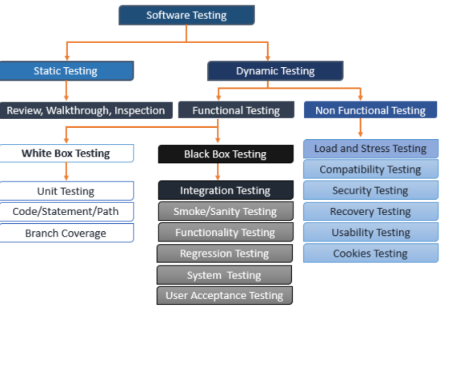 Software Testing
Static Testing
Dynamic Testing
Review, Walkthrough, Inspection
Functional Testing
Non Functional Testing
White Box Testing
Black Box Testing
Load and Stress Testing
Compatibility Testing
Unit Testing
Integration Testing
Security Testing
Code/Statement/Path
Smoke/Sanity Testing
Recovery Testing
Branch Coverage
Functionality Testing
Usability Testing
Regression Testing
Cookies Testing
System Testing
User Acceptance Testing